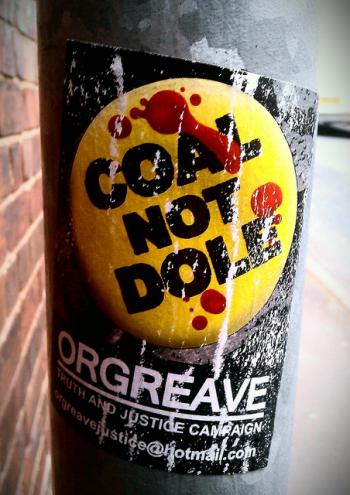 COAL
NOT
DOLE
ORGREAVE
TRUTH AND JUSTICE CAMPAIGN
orgreavejustice@hotmail.com